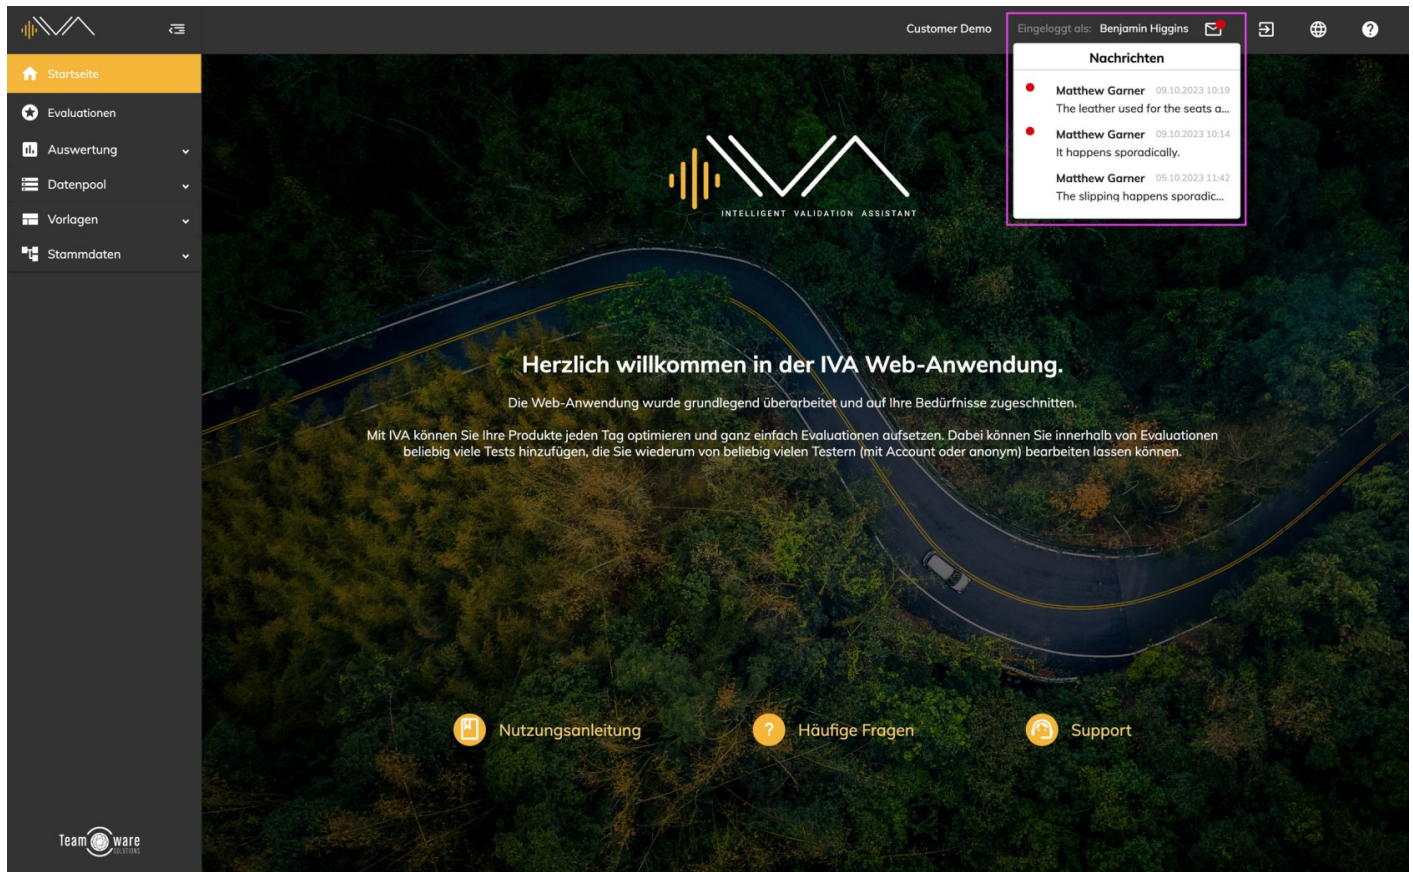 IVA
Customer Demo
Eingeloggt als: Benjamin Higgins
Nachrichten
Matthew Garner 09.10.2023 10:19
The leather used for the seats a...
Matthew Garner 09.10.2023 10:14
It happens sporadically.
Matthew Garner 05.10.2023 11:42
The slipping happens sporadic...
Startseite
Evaluationen
Auswertung
Datenpool
Vorlagen
Stammdaten
IVA
INTELLIGENT VALIDATION ASSISTANT
Herzlich willkommen in der IVA Web-Anwendung.
Die Web-Anwendung wurde grundlegend überarbeitet und auf Ihre Bedürfnisse zugeschnitten.
Mit IVA können Sie Ihre Produkte jeden Tag optimieren und ganz einfach Evaluationen aufsetzen. Dabei können Sie innerhalb von Evaluationen
beliebig viele Tests hinzufügen, die Sie wiederum von beliebig vielen Testern (mit Account oder anonym) bearbeiten lassen können.
Nutzungsanleitung
? Häufige Fragen
Support
Team ware
SOLUTIONS